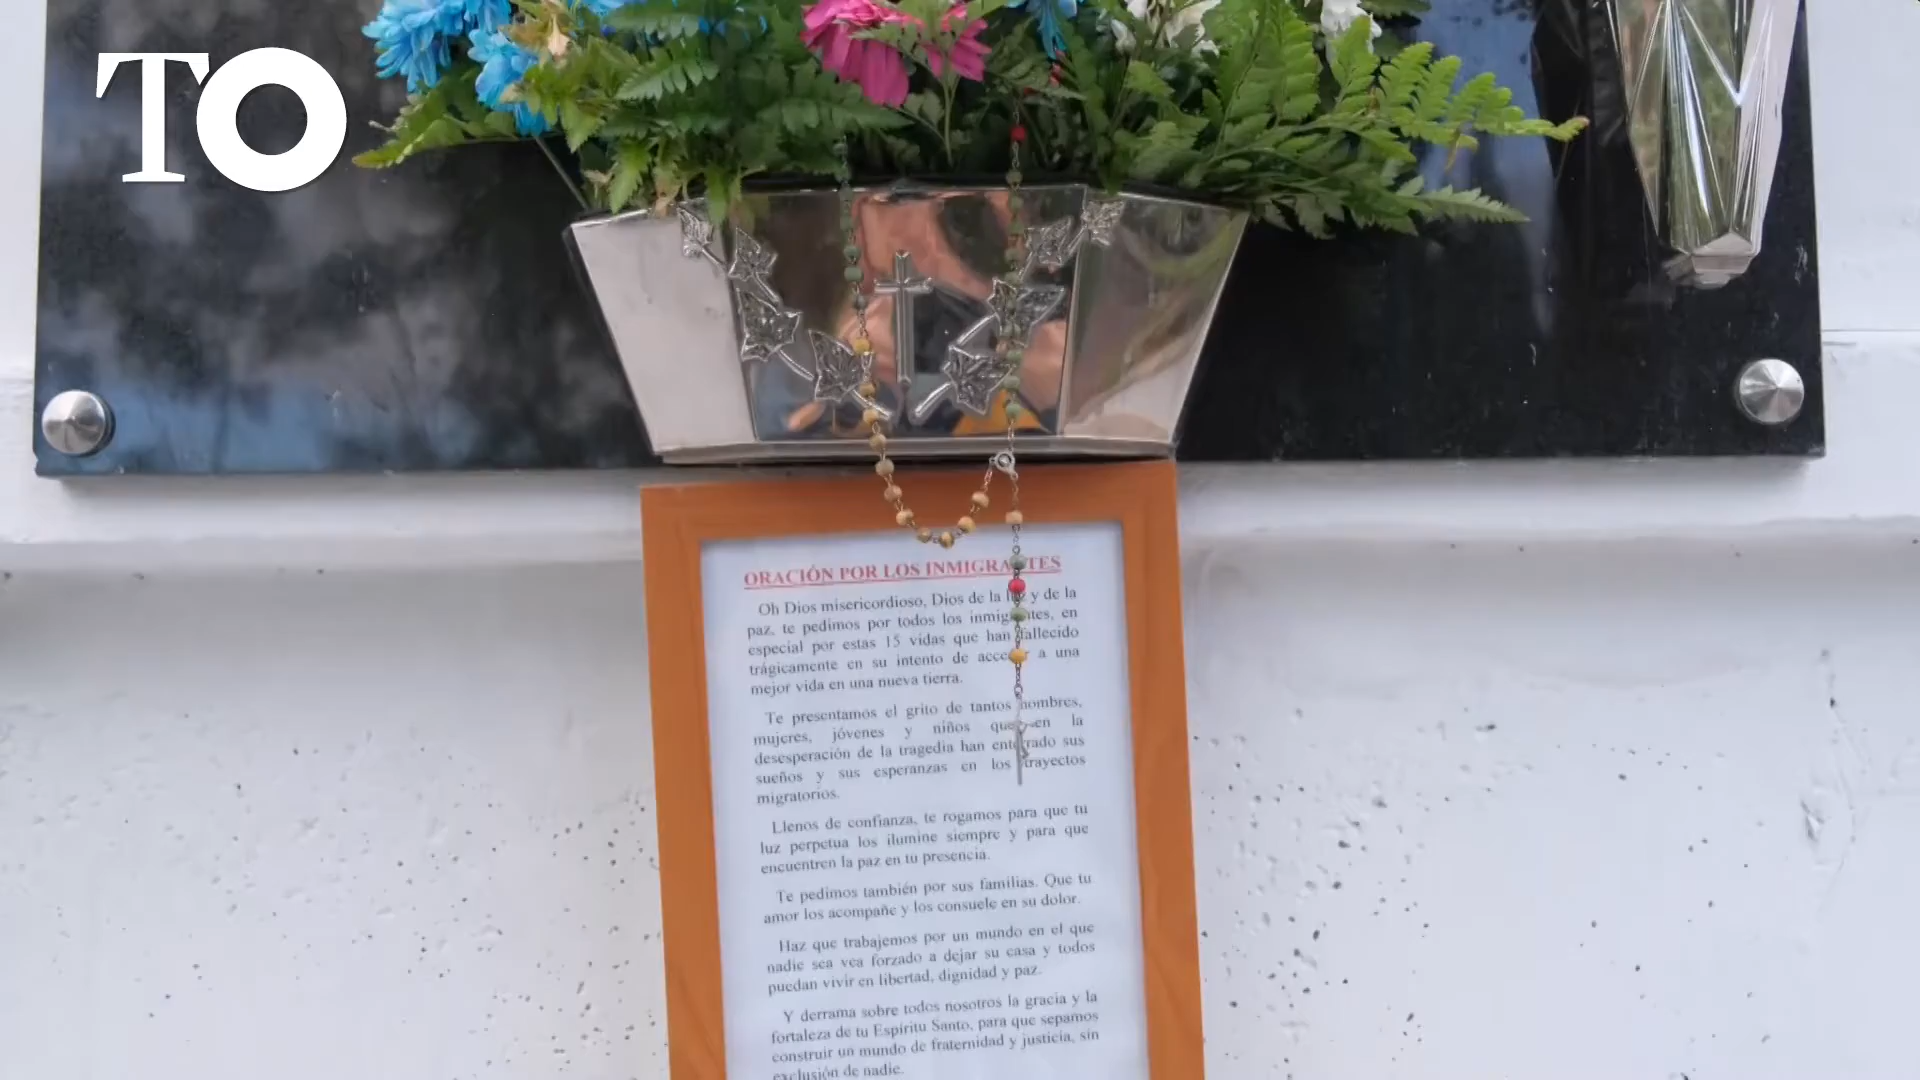 TO
ORACIÓN POR LOS INMIGRANTES
Oh Dios misericordioso, Dios de la luz y de la
paz, te pedimos por todos los inmigrantes, en
especial por estas 15 vidas que han fallecido
trágicamente en su intento de acceder a una
mejor vida en una nueva tierra.
Te presentamos el grito de tantos hombres,
mujeres, jóvenes y niños que en la
desesperación de la tragedia han enterrado sus
sueños y sus esperanzas en los trayectos
migratorios.
Llenos de confianza, te rogamos para que tu
luz perpetua los ilumine siempre y para que
encuentren la paz en tu presencia.
Te pedimos también por sus familias. Que tu
amor los acompañe y los consuele en su dolor.
Haz que trabajemos por un mundo en el que
nadie sea vea forzado a dejar su casa y todos
puedan vivir en libertad, dignidad y paz.
Y derrama sobre todos nosotros la gracia y la
fortaleza de tu Espíritu Santo, para que sepamos
construir un mundo de fraternidad y justicia, sin
exclusión de nadie.